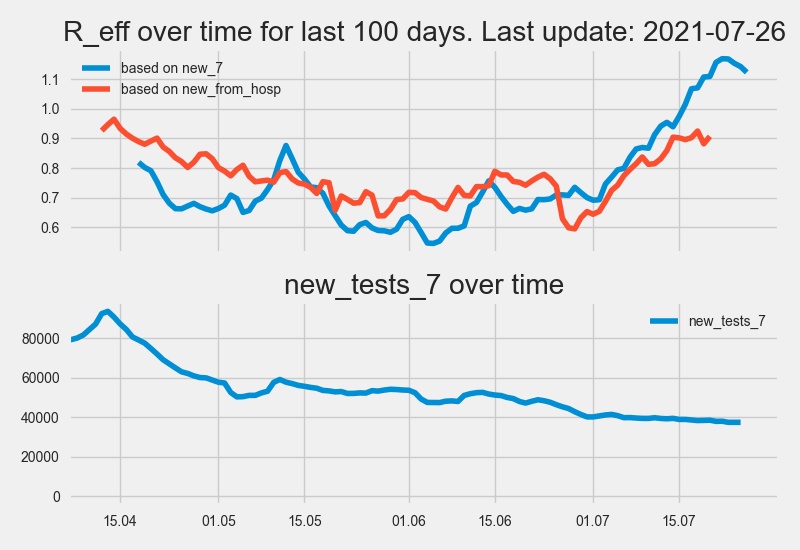 R_eff over time for last 100 days. Last update: 2021-07-26
based on new_7
based on new_from_hosp
1.1
1.0
0.9
0.8
0.7
0.6
new_tests_7 over time
new_tests_7
80000
60000
40000
20000
0
15.04 01.05 15.05 01.06 15.06 01.07 15.07